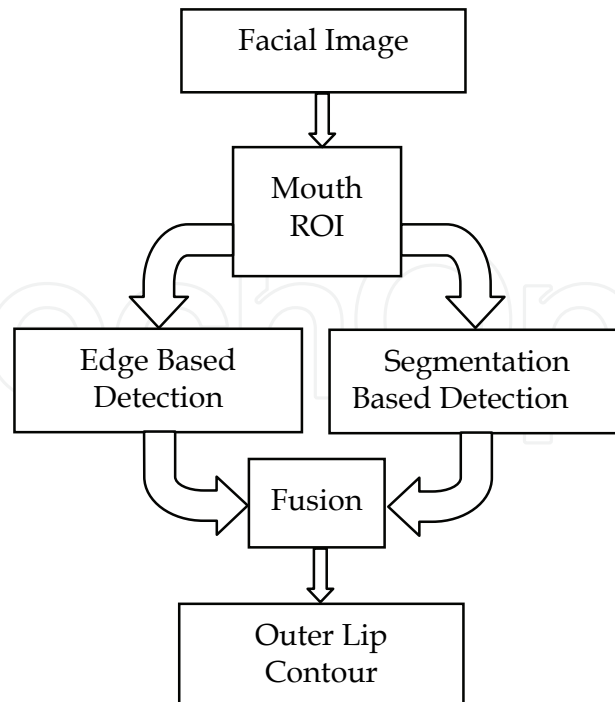 Facial Image
Mouth
ROI
Edge Based
Detection
Segmentation
Based Detection
Fusion
Outer Lip
Contour